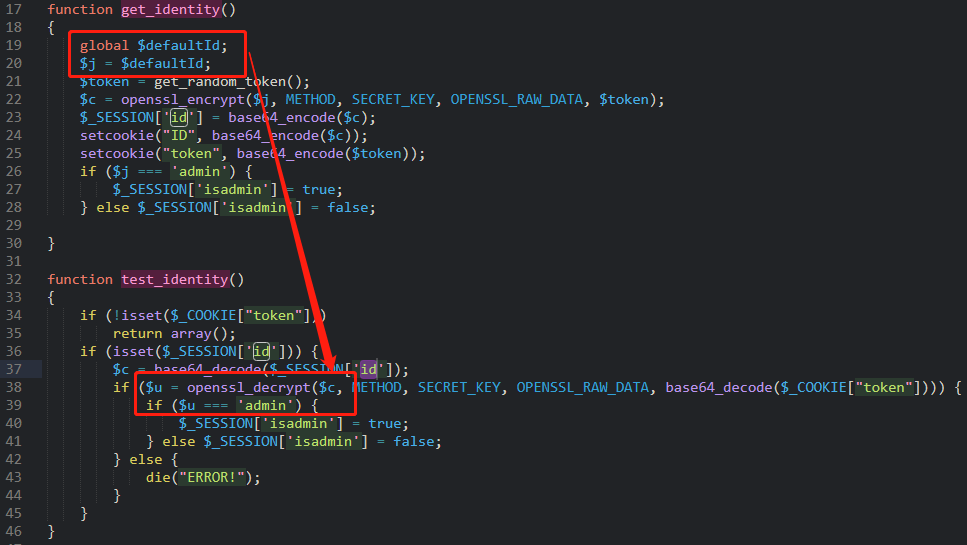 17 function get_identity()
18 {
19 global $defaultId;
20 $j = $defaultId;
21 $token = get_random_token();
22 $c = openssl_encrypt($j, METHOD, SECRET_KEY, OPENSSL_RAW_DATA, $token);
23 $_SESSION['id'] = base64_encode($c);
24 setcookie("ID", base64_encode($c));
25 setcookie("token", base64_encode($token));
26 if ($j === 'admin') {
27 $_SESSION['isadmin'] = true;
28 } else $_SESSION['isadmin'] = false;
29
30 }
31
32 function test_identity()
33 {
34 if (!isset($_COOKIE["token"]))
35 return array();
36 if (isset($_SESSION['id'])) {
37 $c = base64_decode($_SESSION['id']);
38 if ($u = openssl_decrypt($c, METHOD, SECRET_KEY, OPENSSL_RAW_DATA, base64_decode($_COOKIE["token"]))) {
39 if ($u === 'admin') {
40 $_SESSION['isadmin'] = true;
41 } else $_SESSION['isadmin'] = false;
42 } else {
43 die("ERROR!");
44 }
45 }
46 }